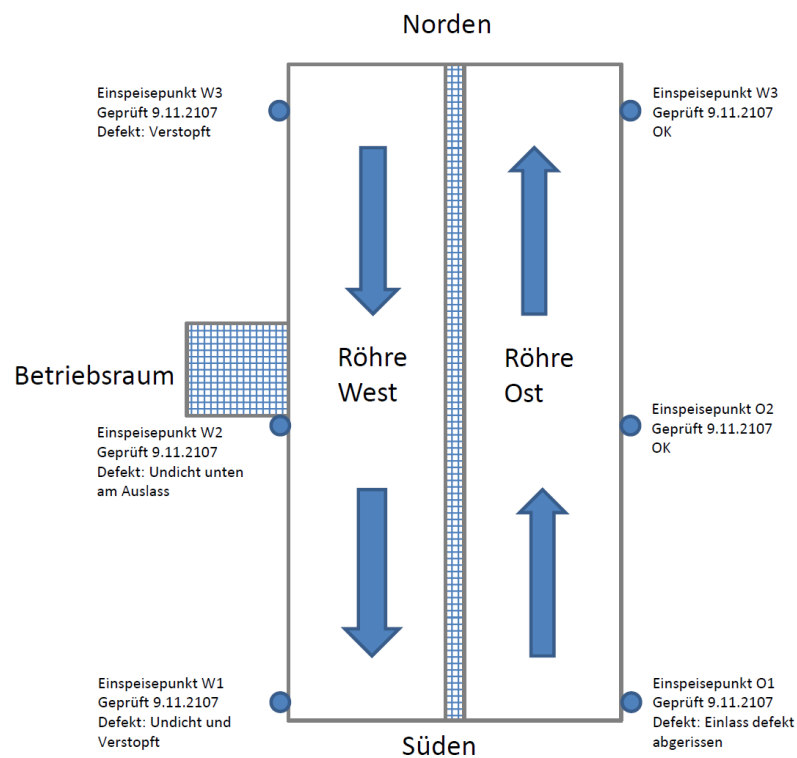 Norden
Einspeisepunkt W3
Geprüft 9.11.2107
Defekt: Verstopft
Einspeisepunkt W3
Geprüft 9.11.2107
OK
Betriebsraum
Röhre
West
Röhre
Ost
Einspeisepunkt W2
Geprüft 9.11.2107
Defekt: Undicht unten
am Auslass
Einspeisepunkt O2
Geprüft 9.11.2107
OK
Einspeisepunkt W1
Geprüft 9.11.2107
Defekt: Undicht und
Verstopft
Einspeisepunkt O1
Geprüft 9.11.2107
Defekt: Einlass defekt
abgerissen
Süden